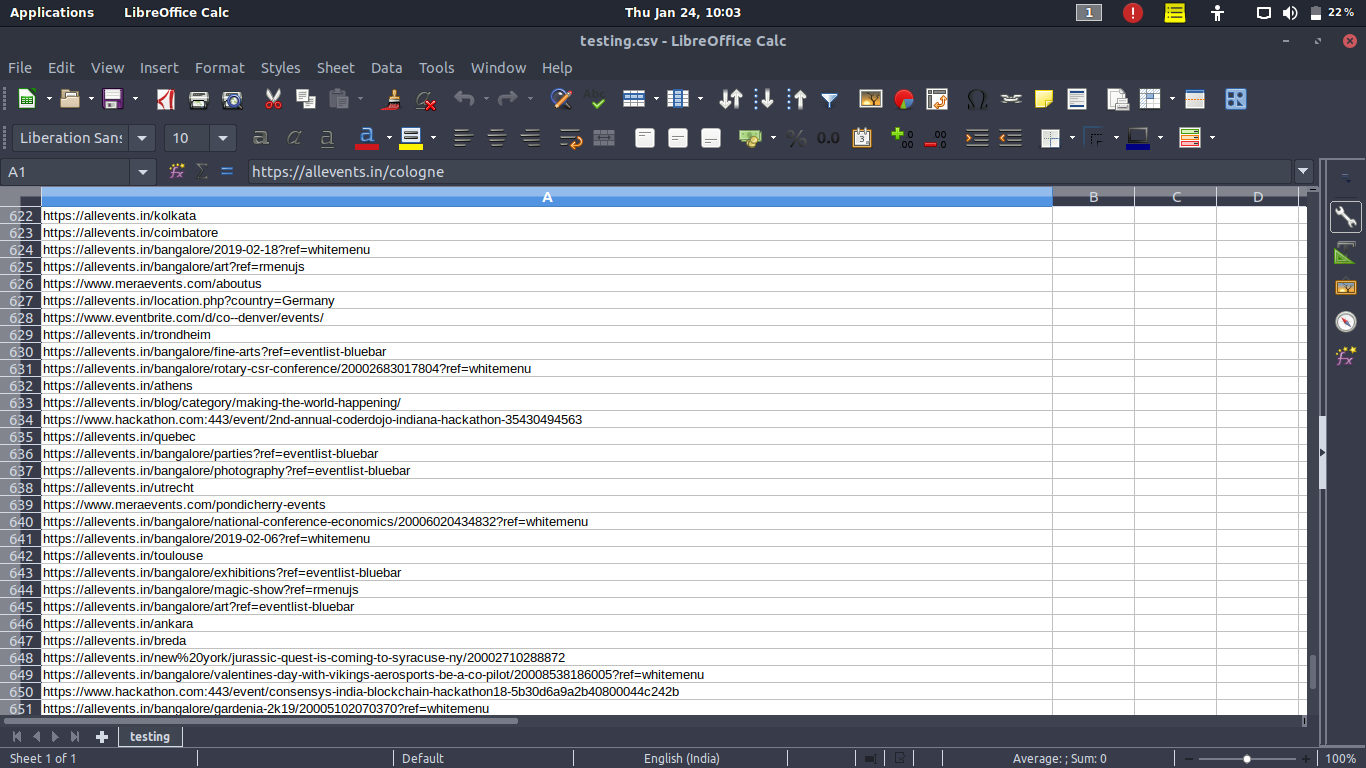 Applications LibreOffice Calc Thu Jan 24, 10:03 1 22%
testing.csv - LibreOffice Calc
File Edit View Insert Format Styles Sheet Data Tools Window Help
Liberation Sans 10 a a a a 0.0
A1 https://allevents.in/cologne
A B C D
622 https://allevents.in/kolkata
623 https://allevents.in/coimbatore
624 https://allevents.in/bangalore/2019-02-18?ref=whitemenu
625 https://allevents.in/bangalore/art?ref=rmenujs
626 https://www.meraevents.com/aboutus
627 https://allevents.in/location.php?country=Germany
628 https://www.eventbrite.com/d/co--denver/events/
629 https://allevents.in/trondheim
630 https://allevents.in/bangalore/fine-arts?ref=eventlist-bluebar
631 https://allevents.in/bangalore/rotary-csr-conference/20002683017804?ref=whitemenu
632 https://allevents.in/athens
633 https://allevents.in/blog/category/making-the-world-happening/
634 https://www.hackathon.com:443/event/2nd-annual-coderdojo-indiana-hackathon-35430494563
635 https://allevents.in/quebec
636 https://allevents.in/bangalore/parties?ref=eventlist-bluebar
637 https://allevents.in/bangalore/photography?ref=eventlist-bluebar
638 https://allevents.in/utrecht
639 https://www.meraevents.com/pondicherry-events
640 https://allevents.in/bangalore/national-conference-economics/20006020434832?ref=whitemenu
641 https://allevents.in/bangalore/2019-02-06?ref=whitemenu
642 https://allevents.in/toulouse
643 https://allevents.in/bangalore/exhibitions?ref=eventlist-bluebar
644 https://allevents.in/bangalore/magic-show?ref=rmenujs
645 https://allevents.in/bangalore/art?ref=eventlist-bluebar
646 https://allevents.in/ankara
647 https://allevents.in/breda
648 https://allevents.in/new%20york/jurassic-quest-is-coming-to-syracuse-ny/20002710288872
649 https://allevents.in/bangalore/valentines-day-with-vikings-aerosports-be-a-co-pilot/20008538186005?ref=whitemenu
650 https://www.hackathon.com:443/event/consensys-india-blockchain-hackathon18-5b30d6a9a2b40800044c242b
651 https://allevents.in/bangalore/gardenia-2k19/20005102070370?ref=whitemenu
testing
Sheet 1 of 1 Default English (India) Average: ; Sum: 0 100%